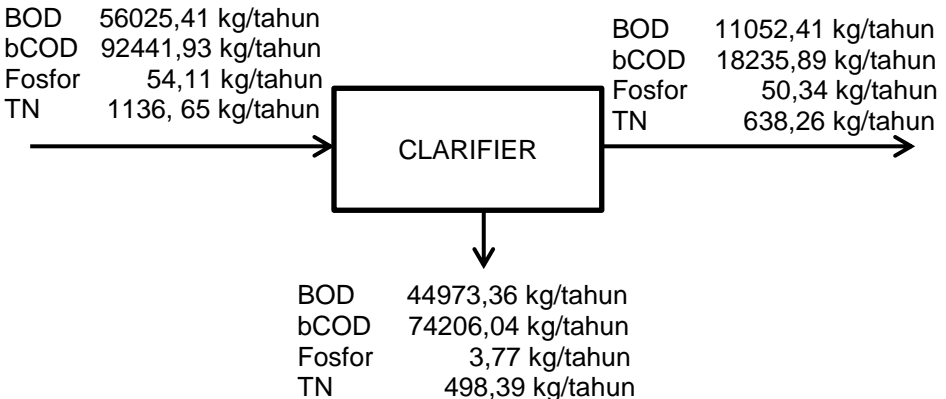 BOD 56025,41 kg/tahun
bCOD 92441,93 kg/tahun
Fosfor 54,11 kg/tahun
TN 1136, 65 kg/tahun
CLARIFIER
BOD 11052,41 kg/tahun
bCOD 18235,89 kg/tahun
Fosfor 50,34 kg/tahun
TN 638,26 kg/tahun
BOD 44973,36 kg/tahun
bCOD 74206,04 kg/tahun
Fosfor 3,77 kg/tahun
TN 498,39 kg/tahun